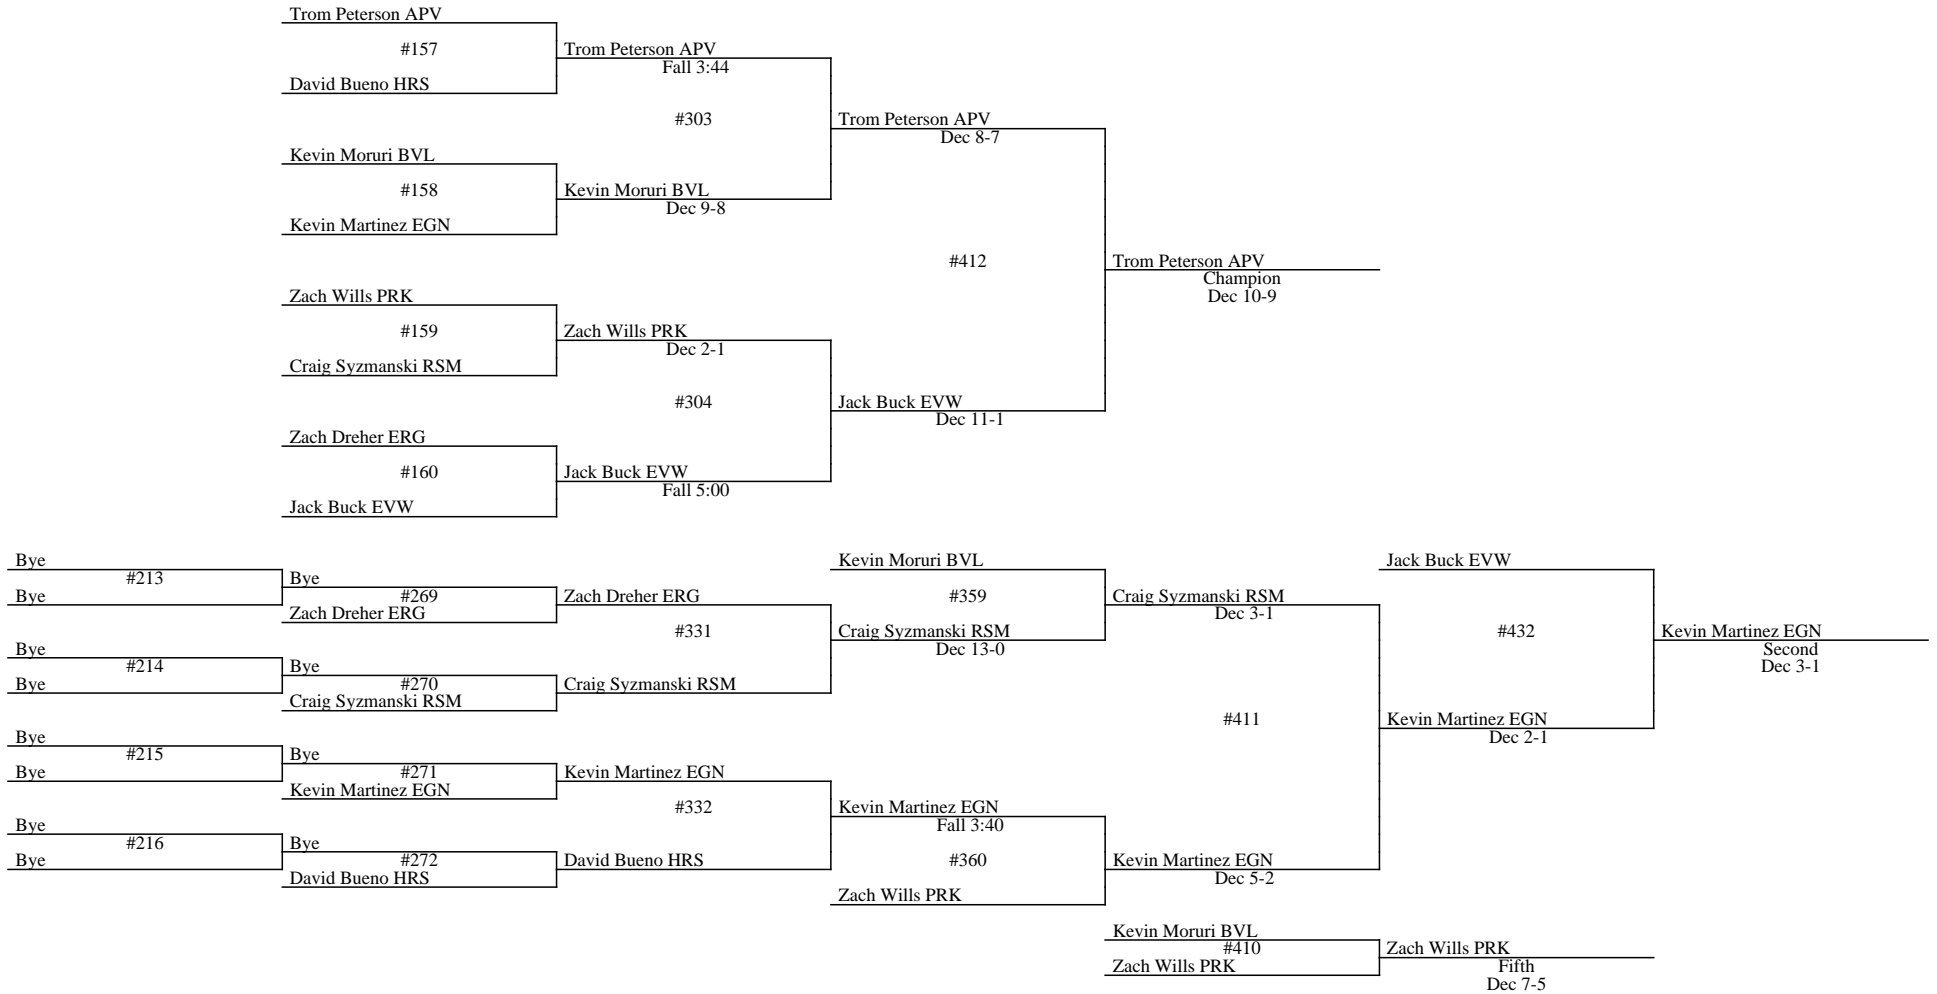 Trom Peterson APV
#157
David Bueno HRS
Trom Peterson APV
Fall 3:44
#303
Kevin Moruri BVL
#158
Kevin Martinez EGN
Kevin Moruri BVL
Dec 9-8
Trom Peterson APV
Dec 8-7
#412
Zach Wills PRK
#159
Craig Syzmanski RSM
Zach Wills PRK
Dec 2-1
#304
Zach Dreher ERG
#160
Jack Buck EVW
Jack Buck EVW
Fall 5:00
Jack Buck EVW
Dec 11-1
Trom Peterson APV
Champion
Dec 10-9
Bye
#213
Bye
Bye
#269
Zach Dreher ERG
Zach Dreher ERG
#331
Bye
#214
Bye
Bye
#270
Craig Syzmanski RSM
Craig Syzmanski RSM
Kevin Moruri BVL
#359
Craig Syzmanski RSM
Dec 13-0
Craig Syzmanski RSM
Dec 3-1
#411
Bye
#215
Bye
Bye
#271
Kevin Martinez EGN
Kevin Martinez EGN
#332
Bye
#216
Bye
Bye
#272
David Bueno HRS
David Bueno HRS
Kevin Martinez EGN
Fall 3:40
#360
Zach Wills PRK
Kevin Martinez EGN
Dec 5-2
Jack Buck EVW
#432
Kevin Martinez EGN
Dec 2-1
Kevin Martinez EGN
Second
Dec 3-1
Kevin Moruri BVL
#410
Zach Wills PRK
Zach Wills PRK
Fifth
Dec 7-5